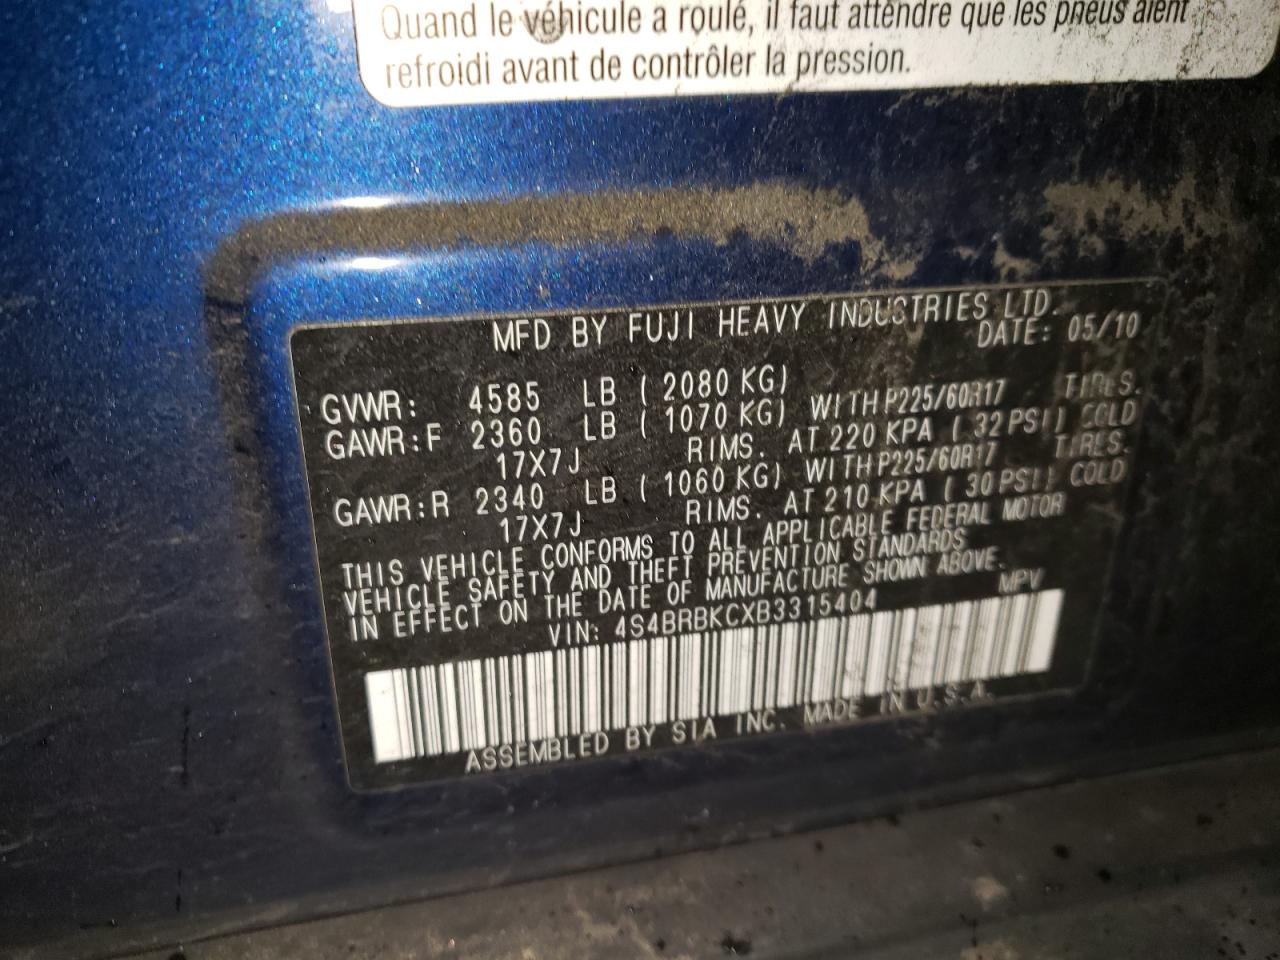 Quand le véhicule a roulé, il faut attendre que les pneus aient
refroidi avant de contrôler la pression.
MFD BY FUJI HEAVY INDUSTRIES LTD.
DATE: 05/10
GVWR: 4585 LB ( 2080 KG)
GAWR:F 2360 LB ( 1070 KG) WITH P225/60R17 TIRES.
17X7J RIMS. AT 220 KPA ( 32 PSI) COLD
GAWR:R 2340 LB ( 1060 KG) WITH P225/60R17 TIRES.
17X7J RIMS. AT 210 KPA ( 30 PSI) COLD
THIS VEHICLE CONFORMS TO ALL APPLICABLE FEDERAL MOTOR
VEHICLE SAFETY AND THEFT PREVENTION STANDARDS
IN EFFECT ON THE DATE OF MANUFACTURE SHOWN ABOVE.
VIN: 4S4BRBKCXB3315404 MPV
ASSEMBLED BY SIA INC. MADE IN U.S.A.